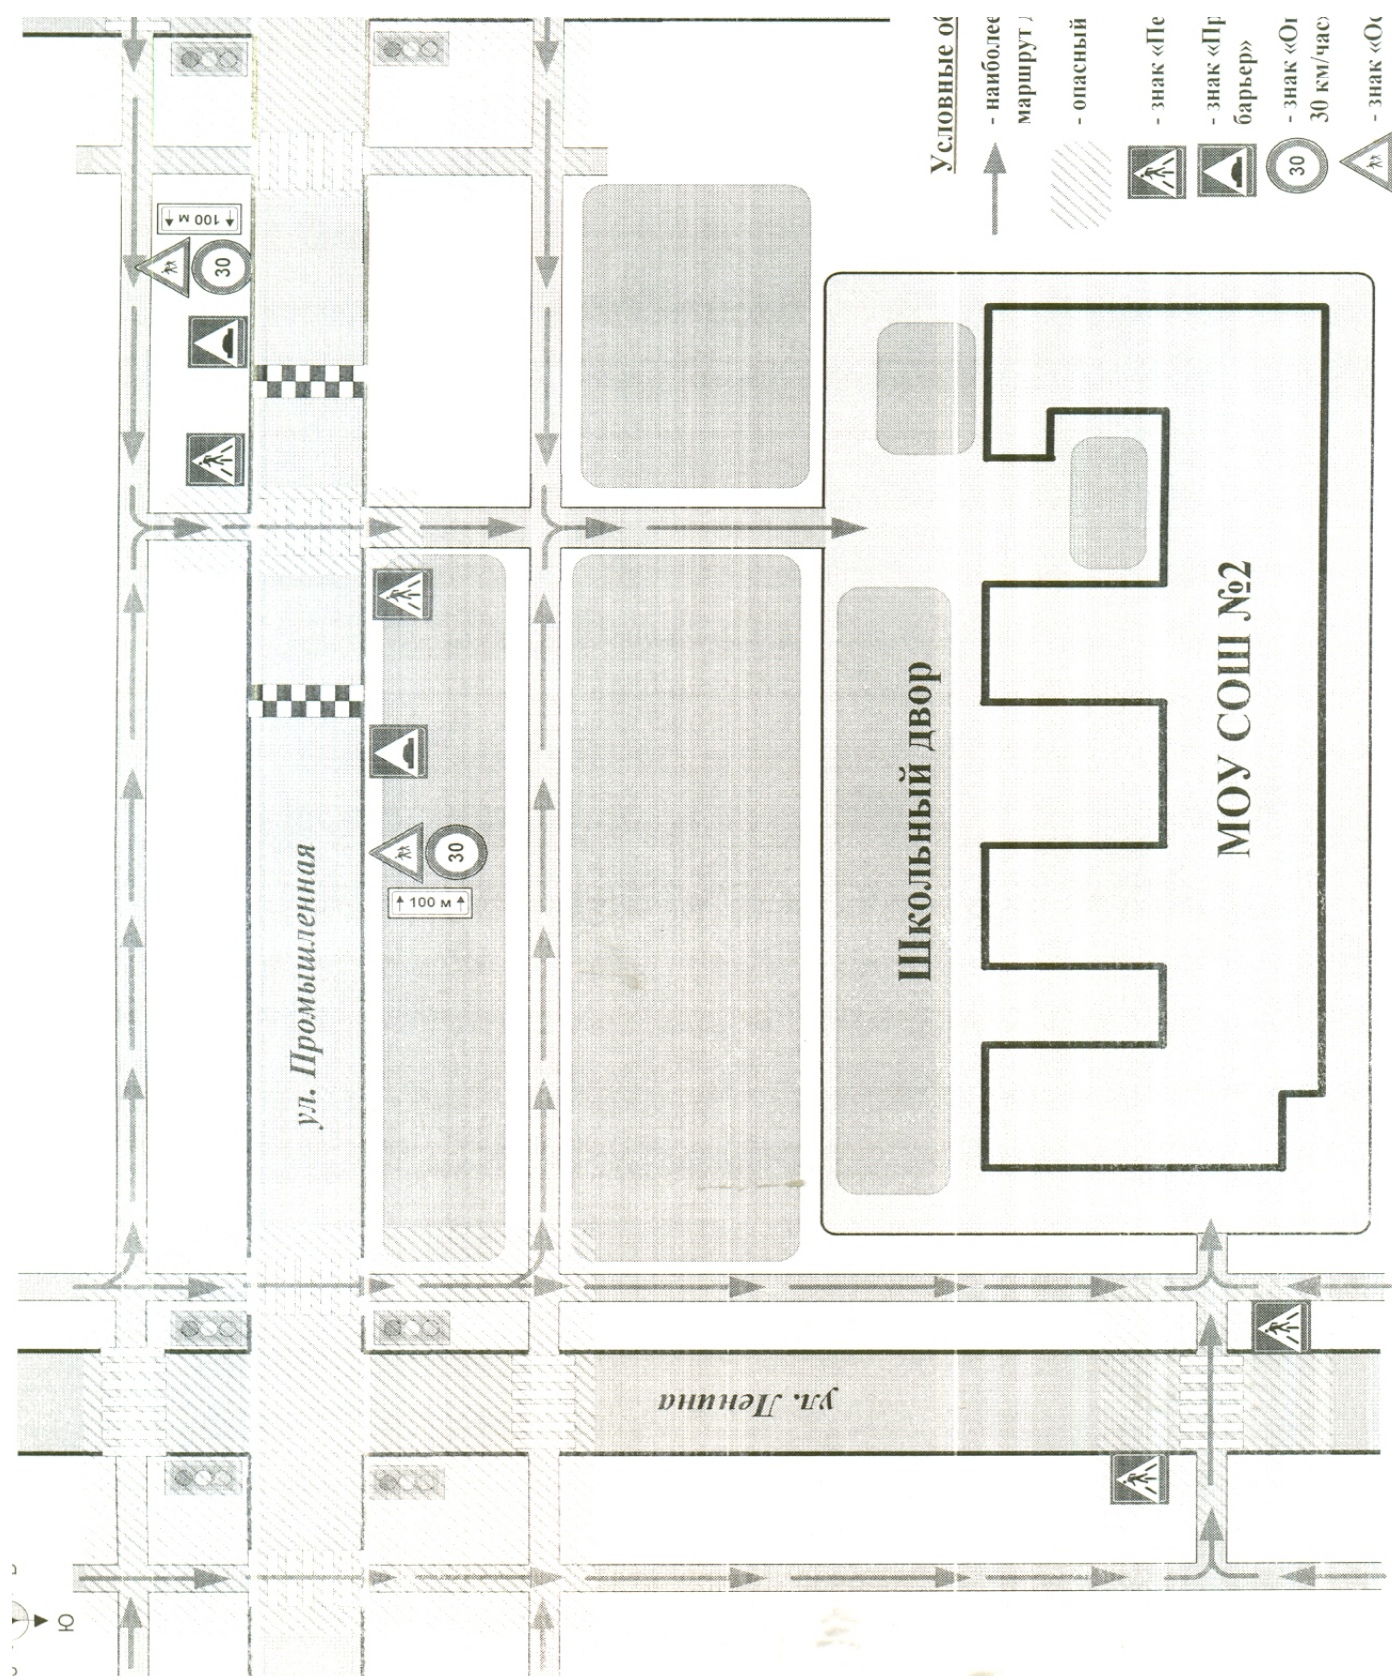 Условные об
- наиболее
маршрут
- опасный
- знак «Пе
- знак «Пр
барьер»
30
- знак «Ог
30 км/час»
- знак «Ос
100 м
30
ул. Промышленная
100 м
30
Школьный двор
МОУ СОШ №2
ул. Ленина
Ю